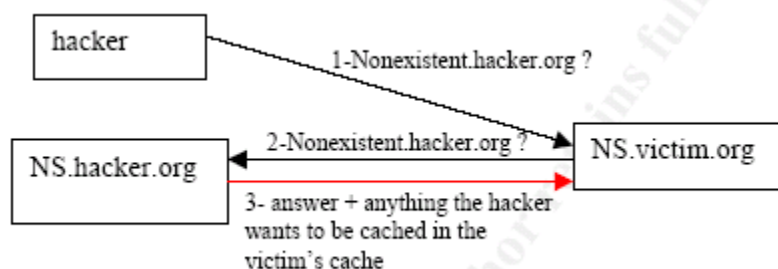 hacker
1-Nonexistent.hacker.org ?
2-Nonexistent.hacker.org ?
NS.hacker.org
NS.victim.org
3- answer + anything the hacker
wants to be cached in the
victim's cache